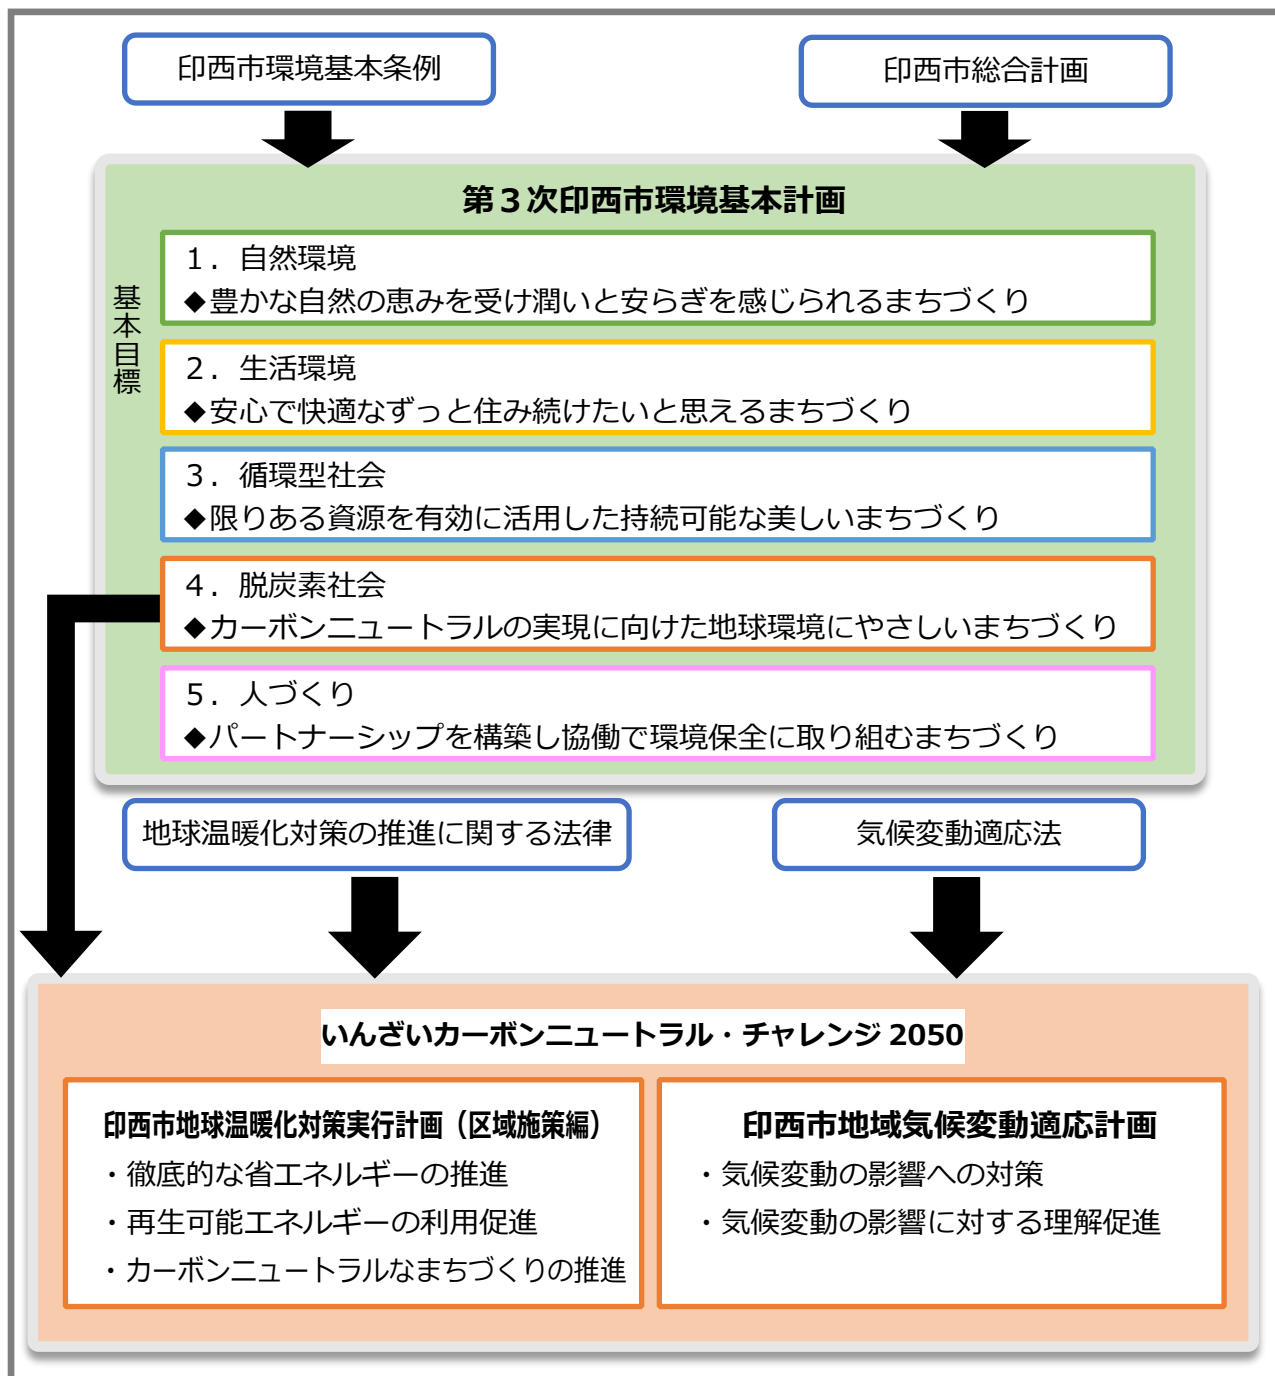 印西市環境基本条例
印西市総合計画
第３次印西市環境基本計画
基本目標
１．自然環境
◆豊かな自然の恵みを受け潤いと安らぎを感じられるまちづくり
２．生活環境
◆安心で快適なずっと住み続けたいと思えるまちづくり
３．循環型社会
◆限りある資源を有効に活用した持続可能な美しいまちづくり
４．脱炭素社会
◆カーボンニュートラルの実現に向けた地球環境にやさしいまちづくり
５．人づくり
◆パートナーシップを構築し協働で環境保全に取り組むまちづくり
地球温暖化対策の推進に関する法律
気候変動適応法
いんざいカーボンニュートラル・チャレンジ 2050
印西市地球温暖化対策実行計画（区域施策編）
・徹底的な省エネルギーの推進
・再生可能エネルギーの利用促進
・カーボンニュートラルなまちづくりの推進
印西市地域気候変動適応計画
・気候変動の影響への対策
・気候変動の影響に対する理解促進